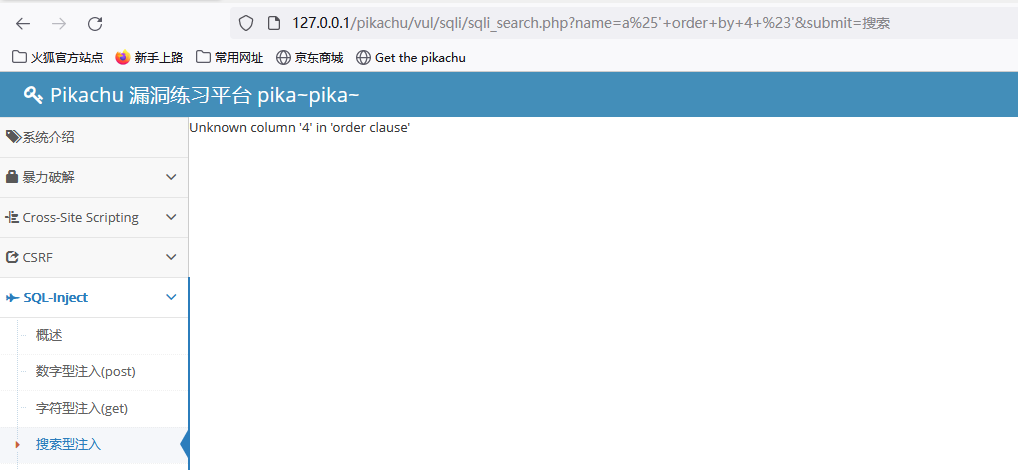 127.0.0.1/pikachu/vul/sqli/sqli_search.php?name=a%25'+order+by+4+%23'&submit=搜索
火狐官方站点 新手上路 常用网址 京东商城 Get the pikachu
Pikachu 漏洞练习平台 pika~pika~
系统介绍
Unknown column '4' in 'order clause'
暴力破解
Cross-Site Scripting
CSRF
SQL-Inject
概述
数字型注入(post)
字符型注入(get)
搜索型注入